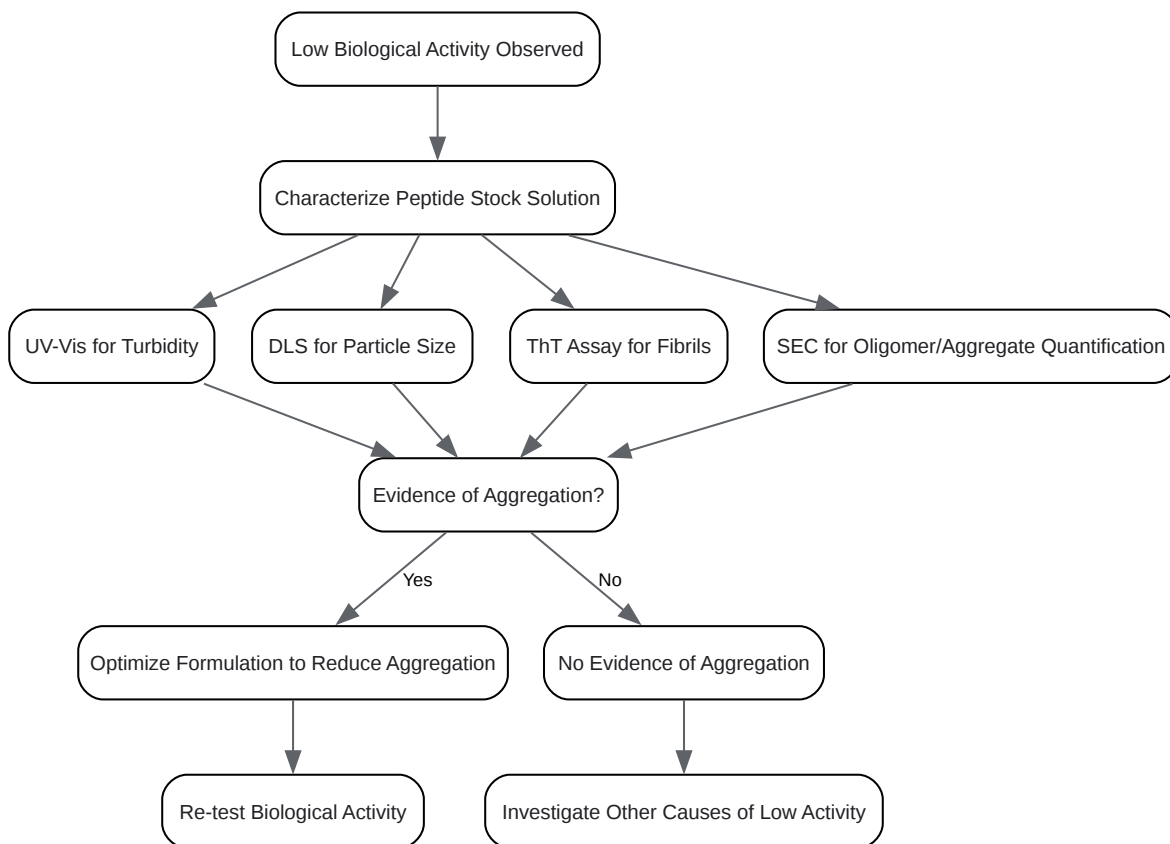 Low Biological Activity Observed
Characterize Peptide Stock Solution
UV-Vis for Turbidity
DLS for Particle Size
ThT Assay for Fibrils
SEC for Oligomer/Aggregate Quantification
Evidence of Aggregation?
Yes
No
Optimize Formulation to Reduce Aggregation
No Evidence of Aggregation
Re-test Biological Activity
Investigate Other Causes of Low Activity